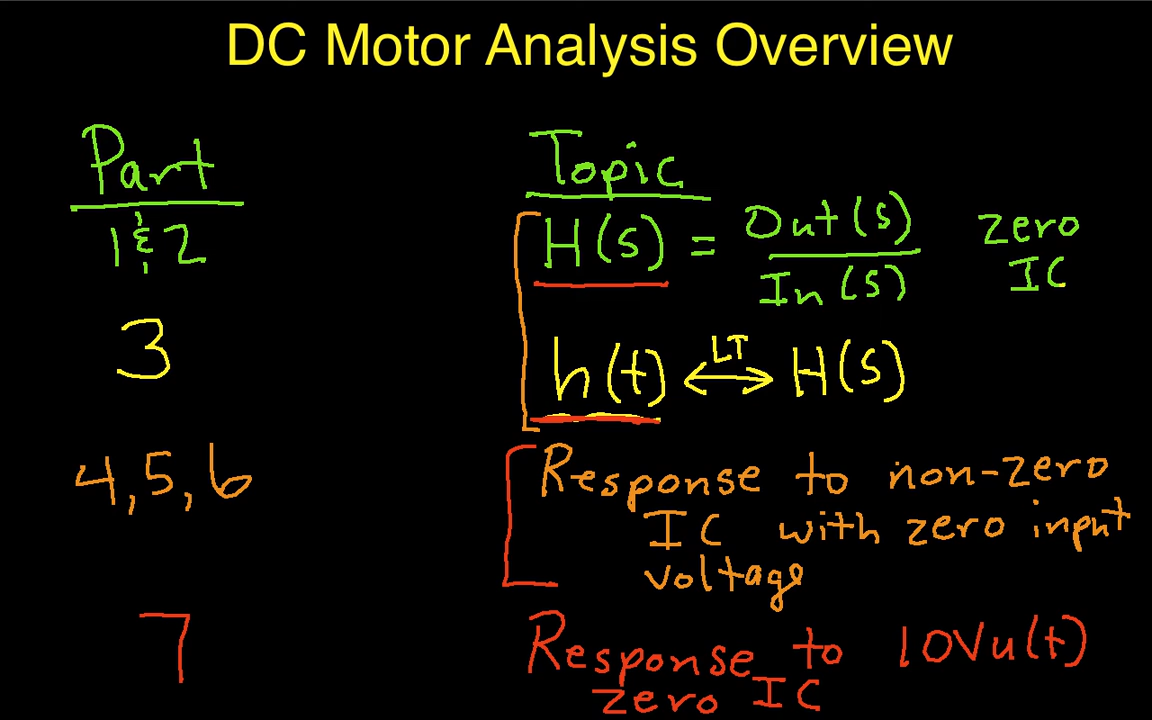 DC Motor Analysis Overview
Part Topic
1 & 2 H(s) = Out(s) / In(s) zero IC
3 h(t) LT ⟷ H(s)
4, 5, 6 Response to non-zero
IC with zero input
voltage
7 Response to 10Vu(t)
zero IC